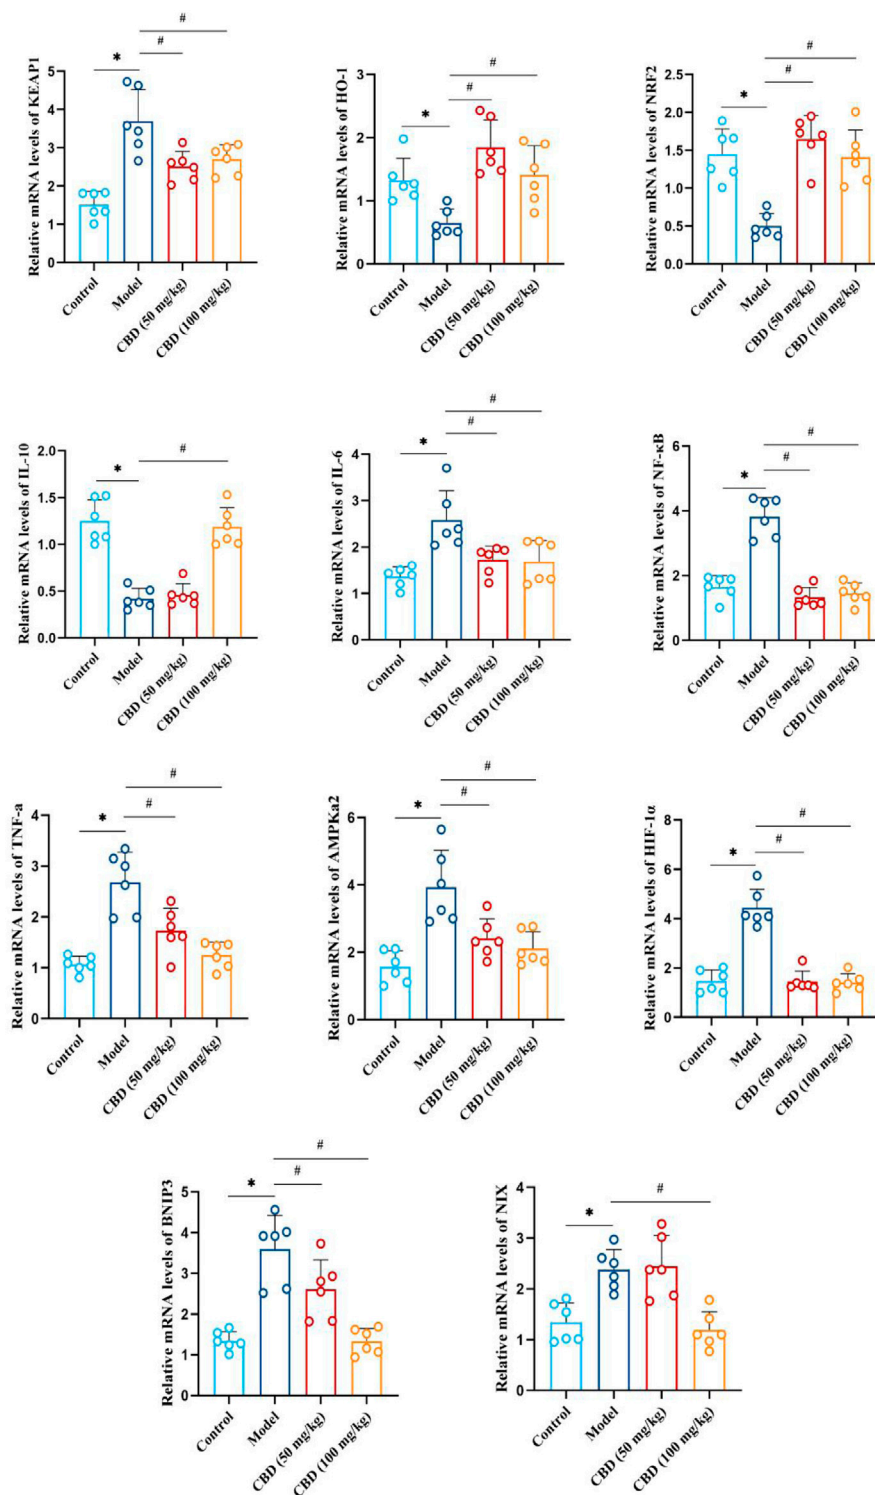 Relative mRNA levels of KEAP1
5
4
3
2
1
0
*
#
#
Control
Model
CBD (50 mg/kg)
CBD (100 mg/kg)
Relative mRNA levels of HO-1
3
2
1
0
*
#
#
Control
Model
CBD (50 mg/kg)
CBD (100 mg/kg)
Relative mRNA levels of NRF2
2.5
2.0
1.5
1.0
0.5
0.0
*
#
#
Control
Model
CBD (50 mg/kg)
CBD (100 mg/kg)
Relative mRNA levels of IL-10
2.0
1.5
1.0
0.5
0.0
*
#
Control
Model
CBD (50 mg/kg)
CBD (100 mg/kg)
Relative mRNA levels of IL-6
4
3
2
1
0
*
#
#
Control
Model
CBD (50 mg/kg)
CBD (100 mg/kg)
Relative mRNA levels of NF-κB
6
4
2
0
*
#
#
Control
Model
CBD (50 mg/kg)
CBD (100 mg/kg)
Relative mRNA levels of TNF-a
4
3
2
1
0
*
#
#
Control
Model
CBD (50 mg/kg)
CBD (100 mg/kg)
Relative mRNA levels of AMPKa2
6
4
2
0
*
#
#
Control
Model
CBD (50 mg/kg)
CBD (100 mg/kg)
Relative mRNA levels of HIF-1α
8
6
4
2
0
*
#
#
Control
Model
CBD (50 mg/kg)
CBD (100 mg/kg)
Relative mRNA levels of BNIP3
5
4
3
2
1
0
*
#
#
Control
Model
CBD (50 mg/kg)
CBD (100 mg/kg)
Relative mRNA levels of NIX
4
3
2
1
0
*
#
Control
Model
CBD (50 mg/kg)
CBD (100 mg/kg)